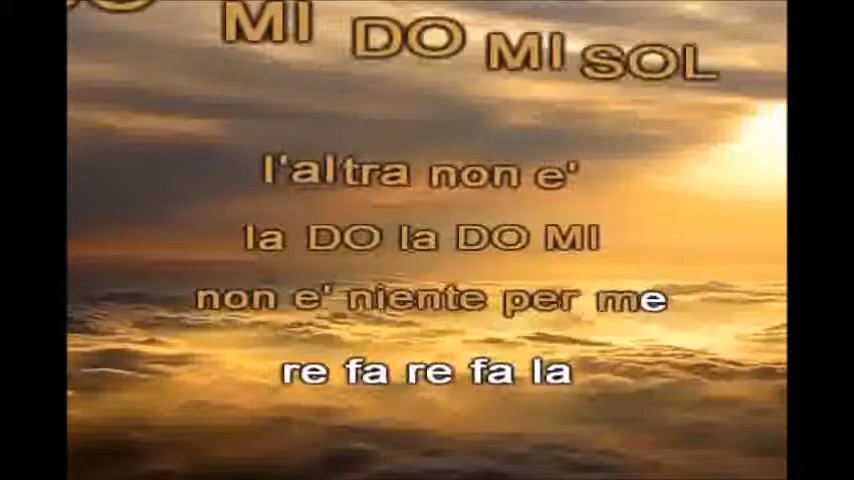 MI DO MI SOL
l'altra non e'
la DO la DO MI
non e' niente per me
re fa re fa la